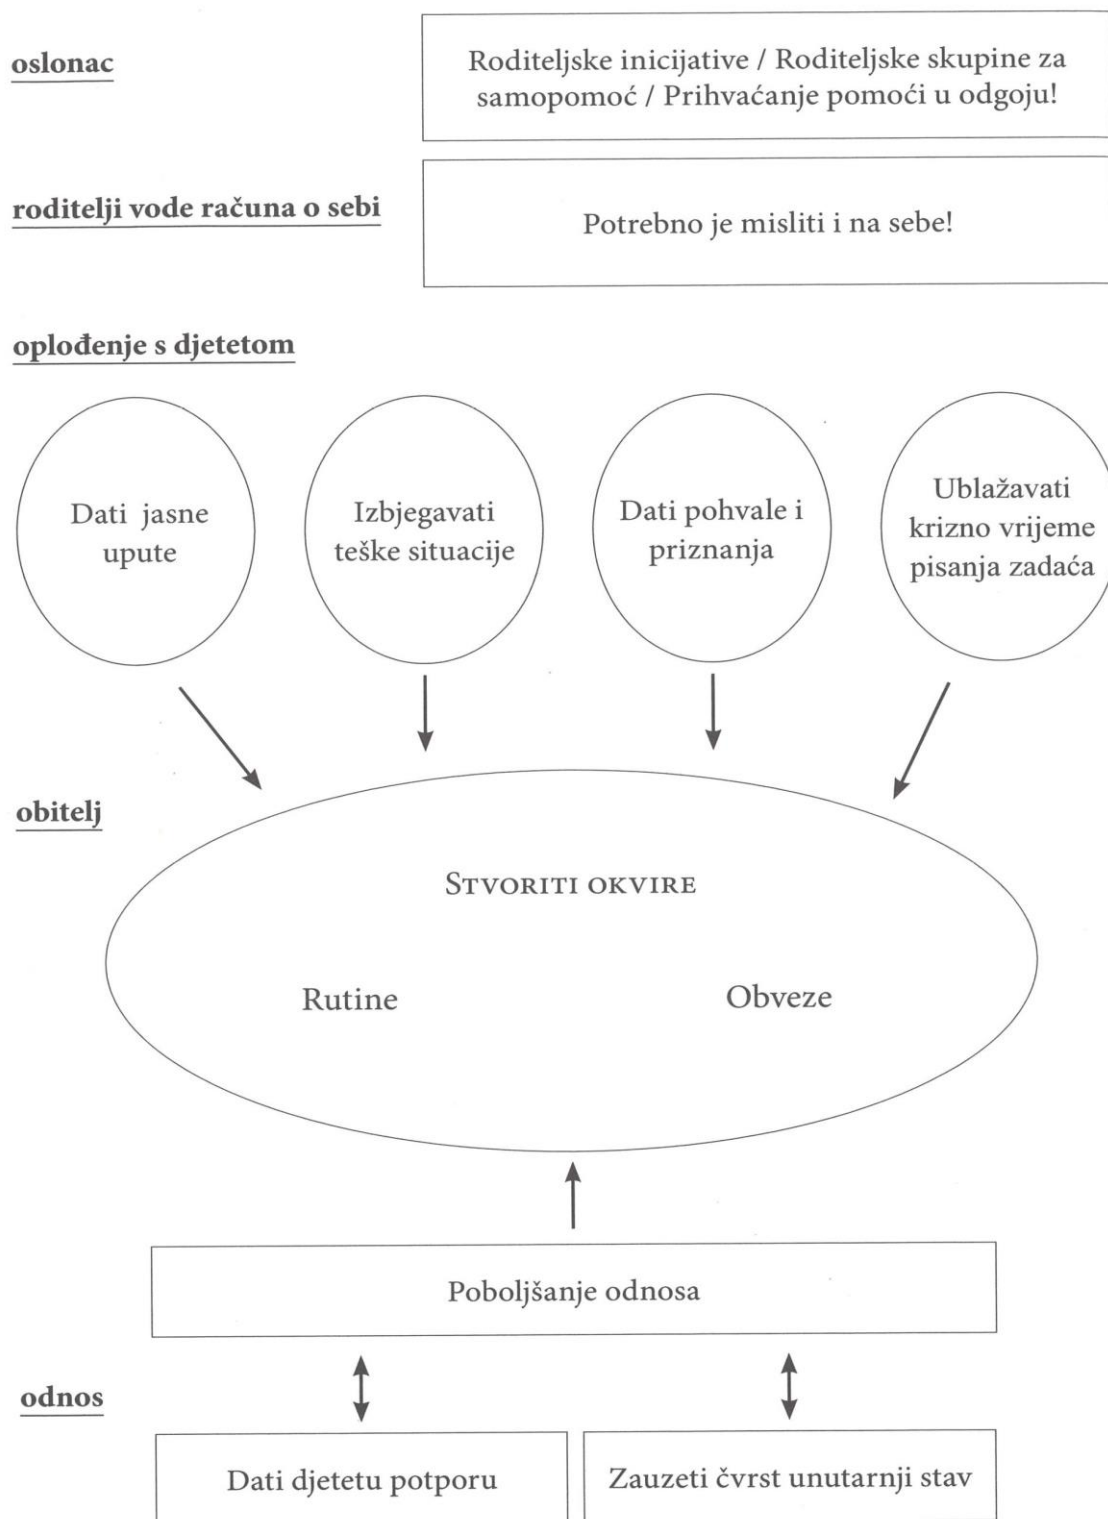 oslonac
Roditeljske inicijative / Roditeljske skupine za
samopomoć / Prihvaćanje pomoći u odgoju!
roditelji vode računa o sebi
Potrebno je misliti i na sebe!
oplođenje s djetetom
Dati jasne
upute
Izbjegavati
teške situacije
Dati pohvale i
priznanja
Ublažavati
krizno vrijeme
pisanja zadaća
obitelj
Stvoriti okvire
Rutine
Obveze
Poboljšanje odnosa
odnos
Dati djetetu potporu
Zauzeti čvrst unutarnji stav